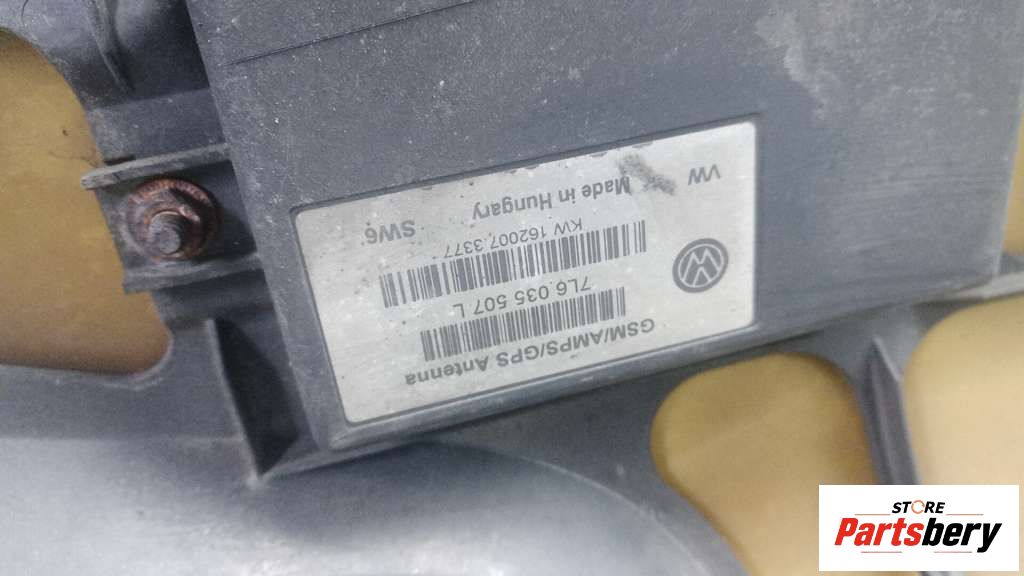 GSM/AMPS/GPS Antenna
7L6.035 507 L
KW 162007.3377
Made in Hungary
SW6
VW
STORE
Partsbery